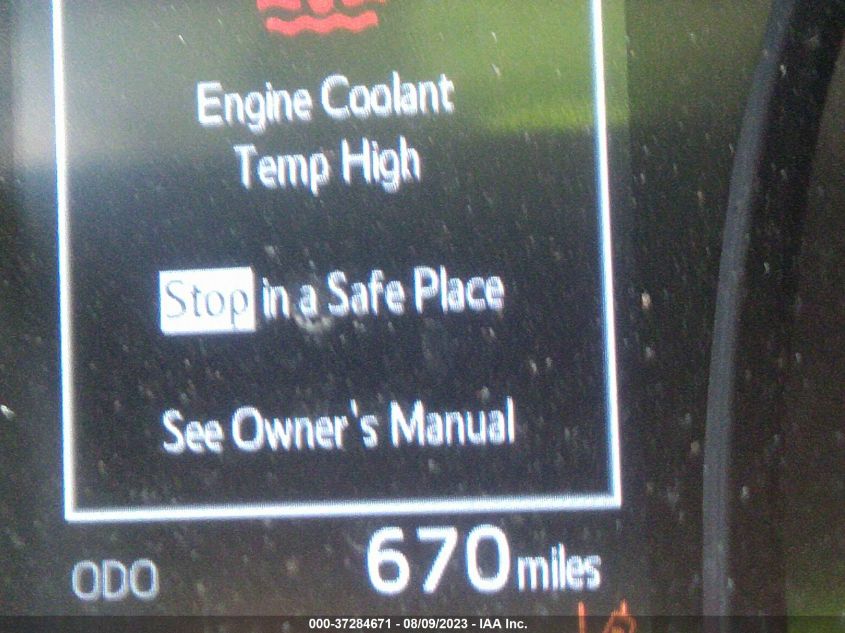 Engine Coolant
Temp High
Stop in a Safe Place
See Owner's Manual
ODO 670 miles
000-37284671 - 08/09/2023 - IAA Inc.